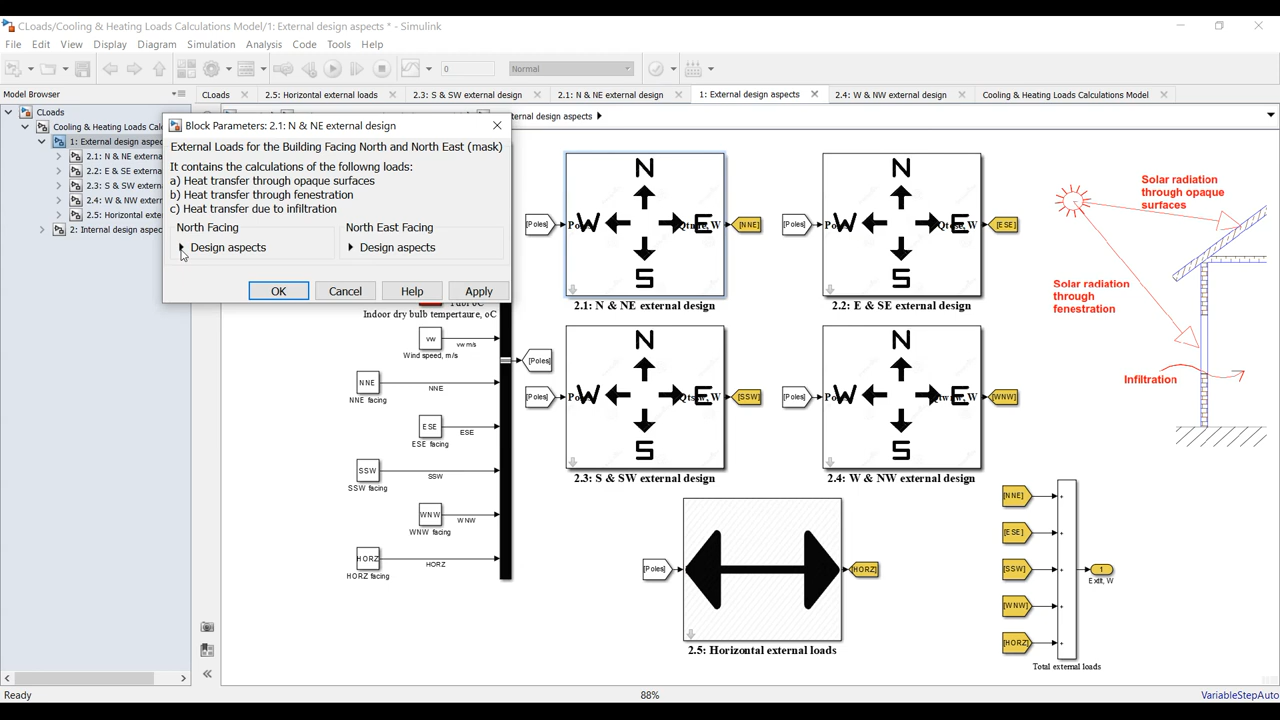 CLoads/Cooling & Heating Loads Calculations Model/1: External design aspects * - Simulink
File Edit View Display Diagram Simulation Analysis Code Tools Help
0 Normal
Model Browser
CLoads 2.5: Horizontal external loads 2.3: S & SW external design 2.1: N & NE external design 1: External design aspects 2.4: W & NW external design Cooling & Heating Loads Calculations Model
CLoads
Cooling & Heating Loads Calc
1: External design aspec
2.1: N & NE externa
2.2: E & SE externa
2.3: S & SW extern
2.4: W & NW exter
2.5: Horizontal exte
2: Internal design aspec
design aspects
Block Parameters: 2.1: N & NE external design
External Loads for the Building Facing North and North East (mask)
It contains the calculations of the followng loads:
a) Heat transfer through opaque surfaces
b) Heat transfer through fenestration
c) Heat transfer due to infiltration
North Facing North East Facing
Design aspects Design aspects
OK Cancel Help Apply
Indoor dry bulb tempertaure, oC
vw vw m/s
Wind speed, m/s
[Poles]
NNE NNE
NNE facing
ESE ESE
ESE facing
SSW SSW
SSW facing
WNW WNW
WNW facing
HORZ HORZ
HORZ facing
N
[Poles] W E [NNE]
S
2.1: N & NE external design
N
[Poles] W E [ESE]
S
2.2: E & SE external design
N
[Poles] W E [SSW]
S
2.3: S & SW external design
N
[Poles] W E [WNW]
S
2.4: W & NW external design
[Poles] [HORZ]
2.5: Horizontal external loads
Solar radiation
through opaque
surfaces
Solar radiation
through
fenestration
Infiltration
[NNE] +
[ESE] +
[SSW] +
[WNW] +
[HORZ] +
1
Extlt, W
Total external loads
Ready 88% VariableStepAuto